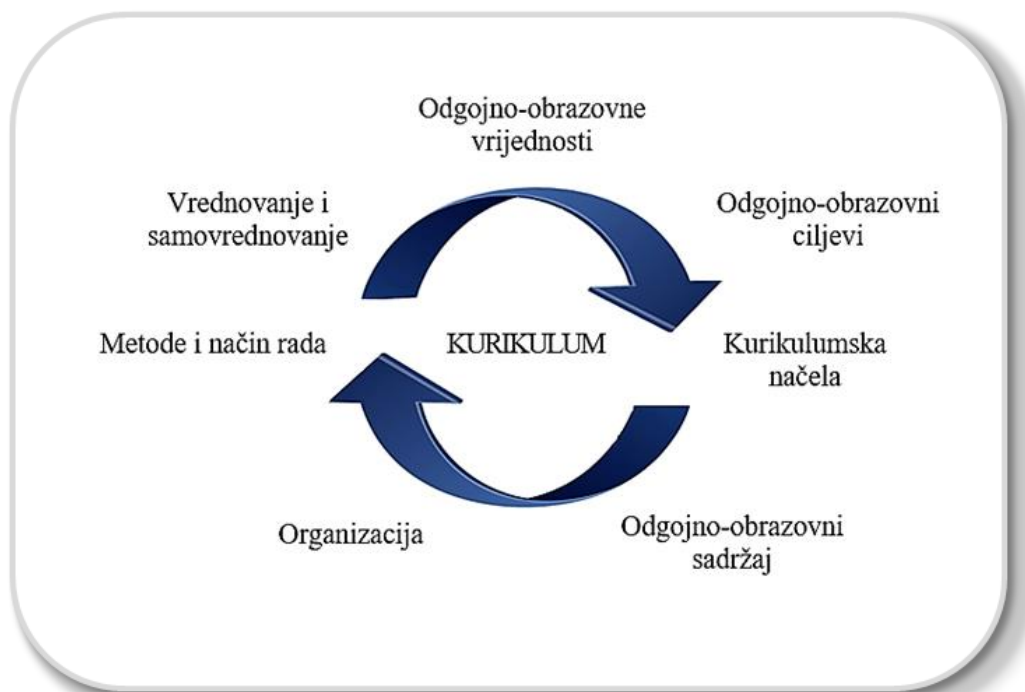 Odgojno-obrazovne
vrijednosti
Vrednovanje i
samovrednovanje
Odgojno-obrazovni
ciljevi
Metode i način rada
KURIKULUM
Kurikulumska
načela
Organizacija
Odgojno-obrazovni
sadržaj